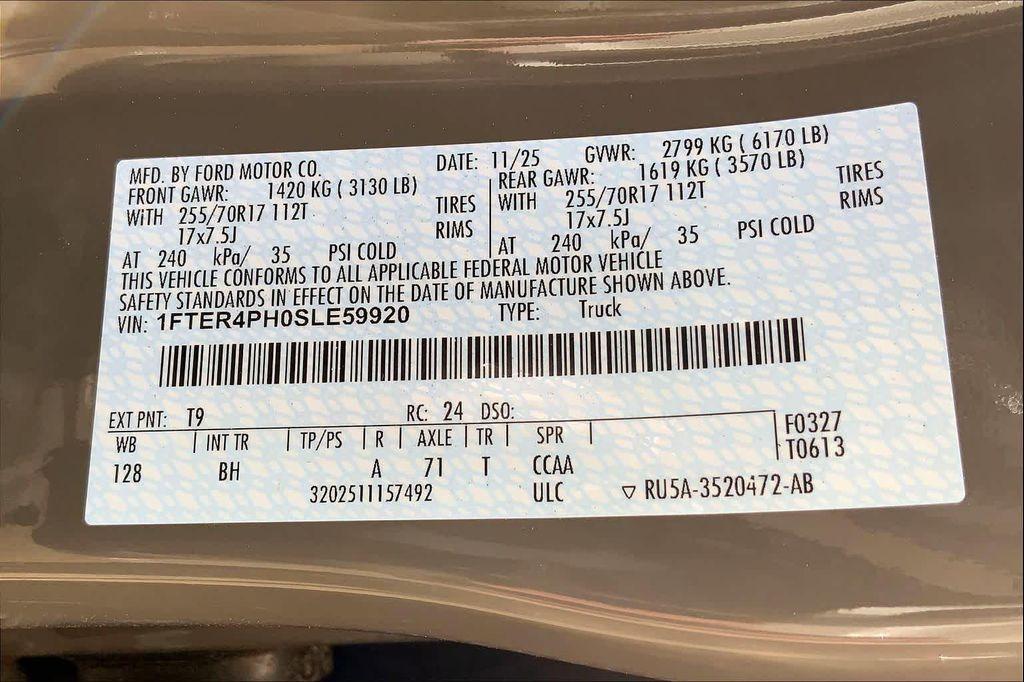 MFD. BY FORD MOTOR CO. DATE: 11/25 GVWR: 2799 KG ( 6170 LB)
FRONT GAWR: 1420 KG ( 3130 LB) REAR GAWR: 1619 KG ( 3570 LB)
WITH 255/70R17 112T TIRES WITH 255/70R17 112T TIRES
17x7.5J RIMS 17x7.5J RIMS
AT 240 kPa/ 35 PSI COLD AT 240 kPa/ 35 PSI COLD
THIS VEHICLE CONFORMS TO ALL APPLICABLE FEDERAL MOTOR VEHICLE
SAFETY STANDARDS IN EFFECT ON THE DATE OF MANUFACTURE SHOWN ABOVE.
VIN: 1FTER4PH0SLE59920 TYPE: Truck
EXT PNT: T9 RC: 24 DSO:
WB | INT TR | TP/PS | R | AXLE | TR | SPR | F0327
128 BH A 71 T CCAA T0613
3202511157492 ULC ▽ RU5A-3520472-AB